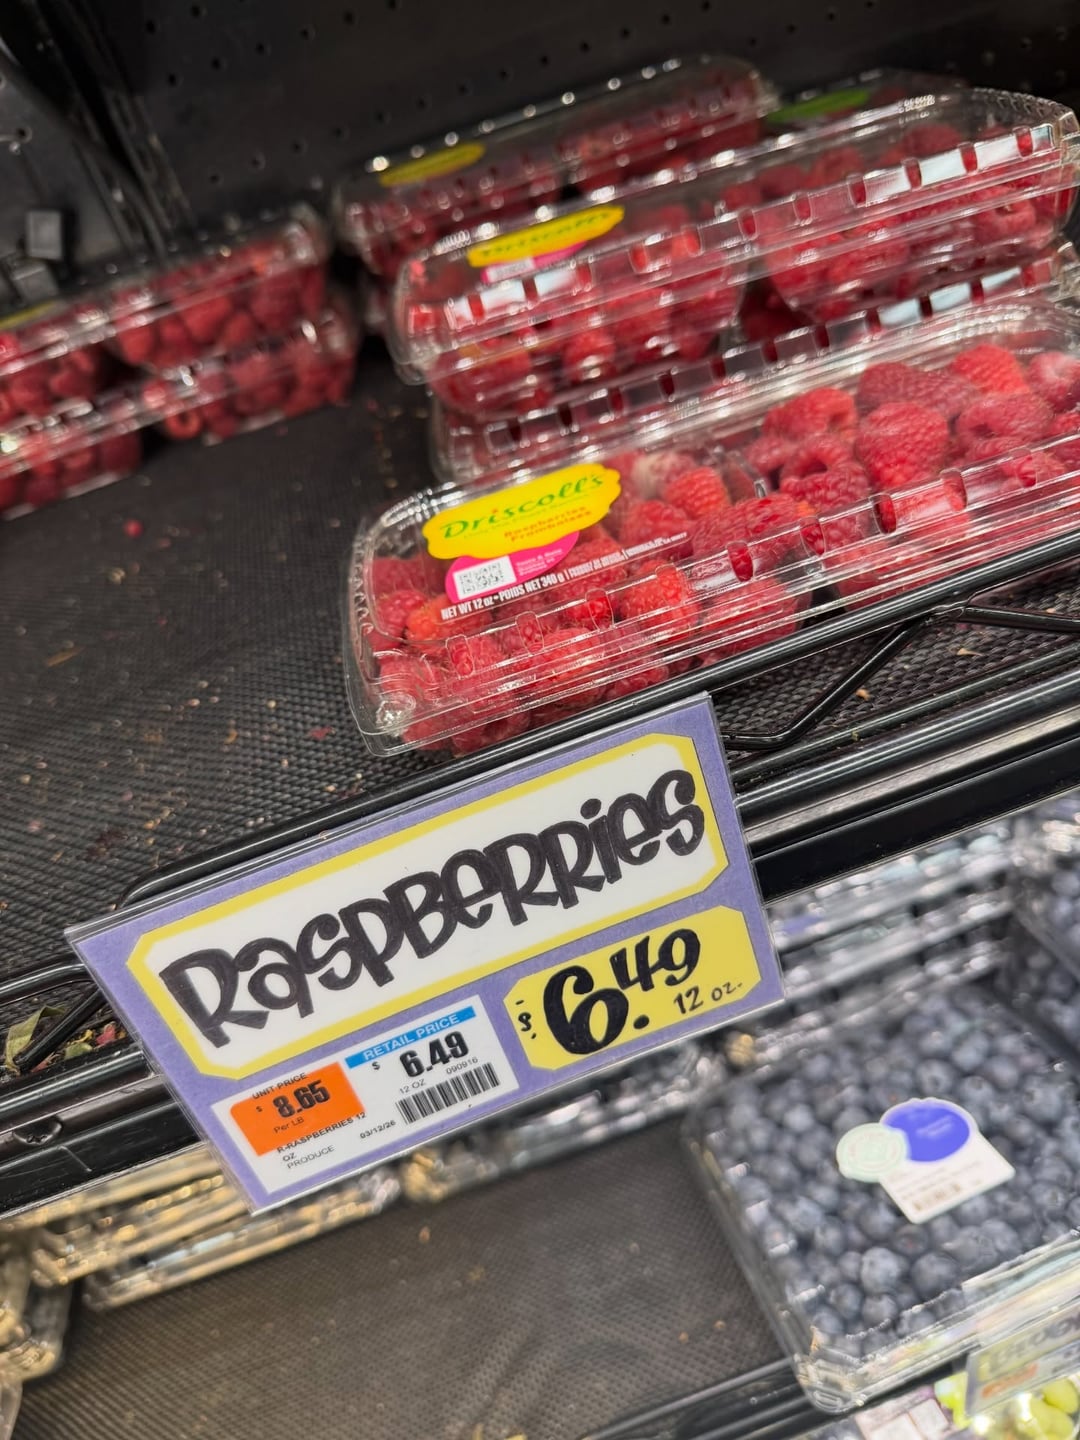 Driscoll's
Driscoll's
Raspberries
Framboises
NET WT 12 oz • POIDS NET 340 g
RASPBERRIES
$6.49
12 oz.
RETAIL PRICE
$ 6.49
12 OZ 090916
UNIT PRICE
$ 8.65
Per LB
R-RASPBERRIES 12
OZ
PRODUCE
03/12/26